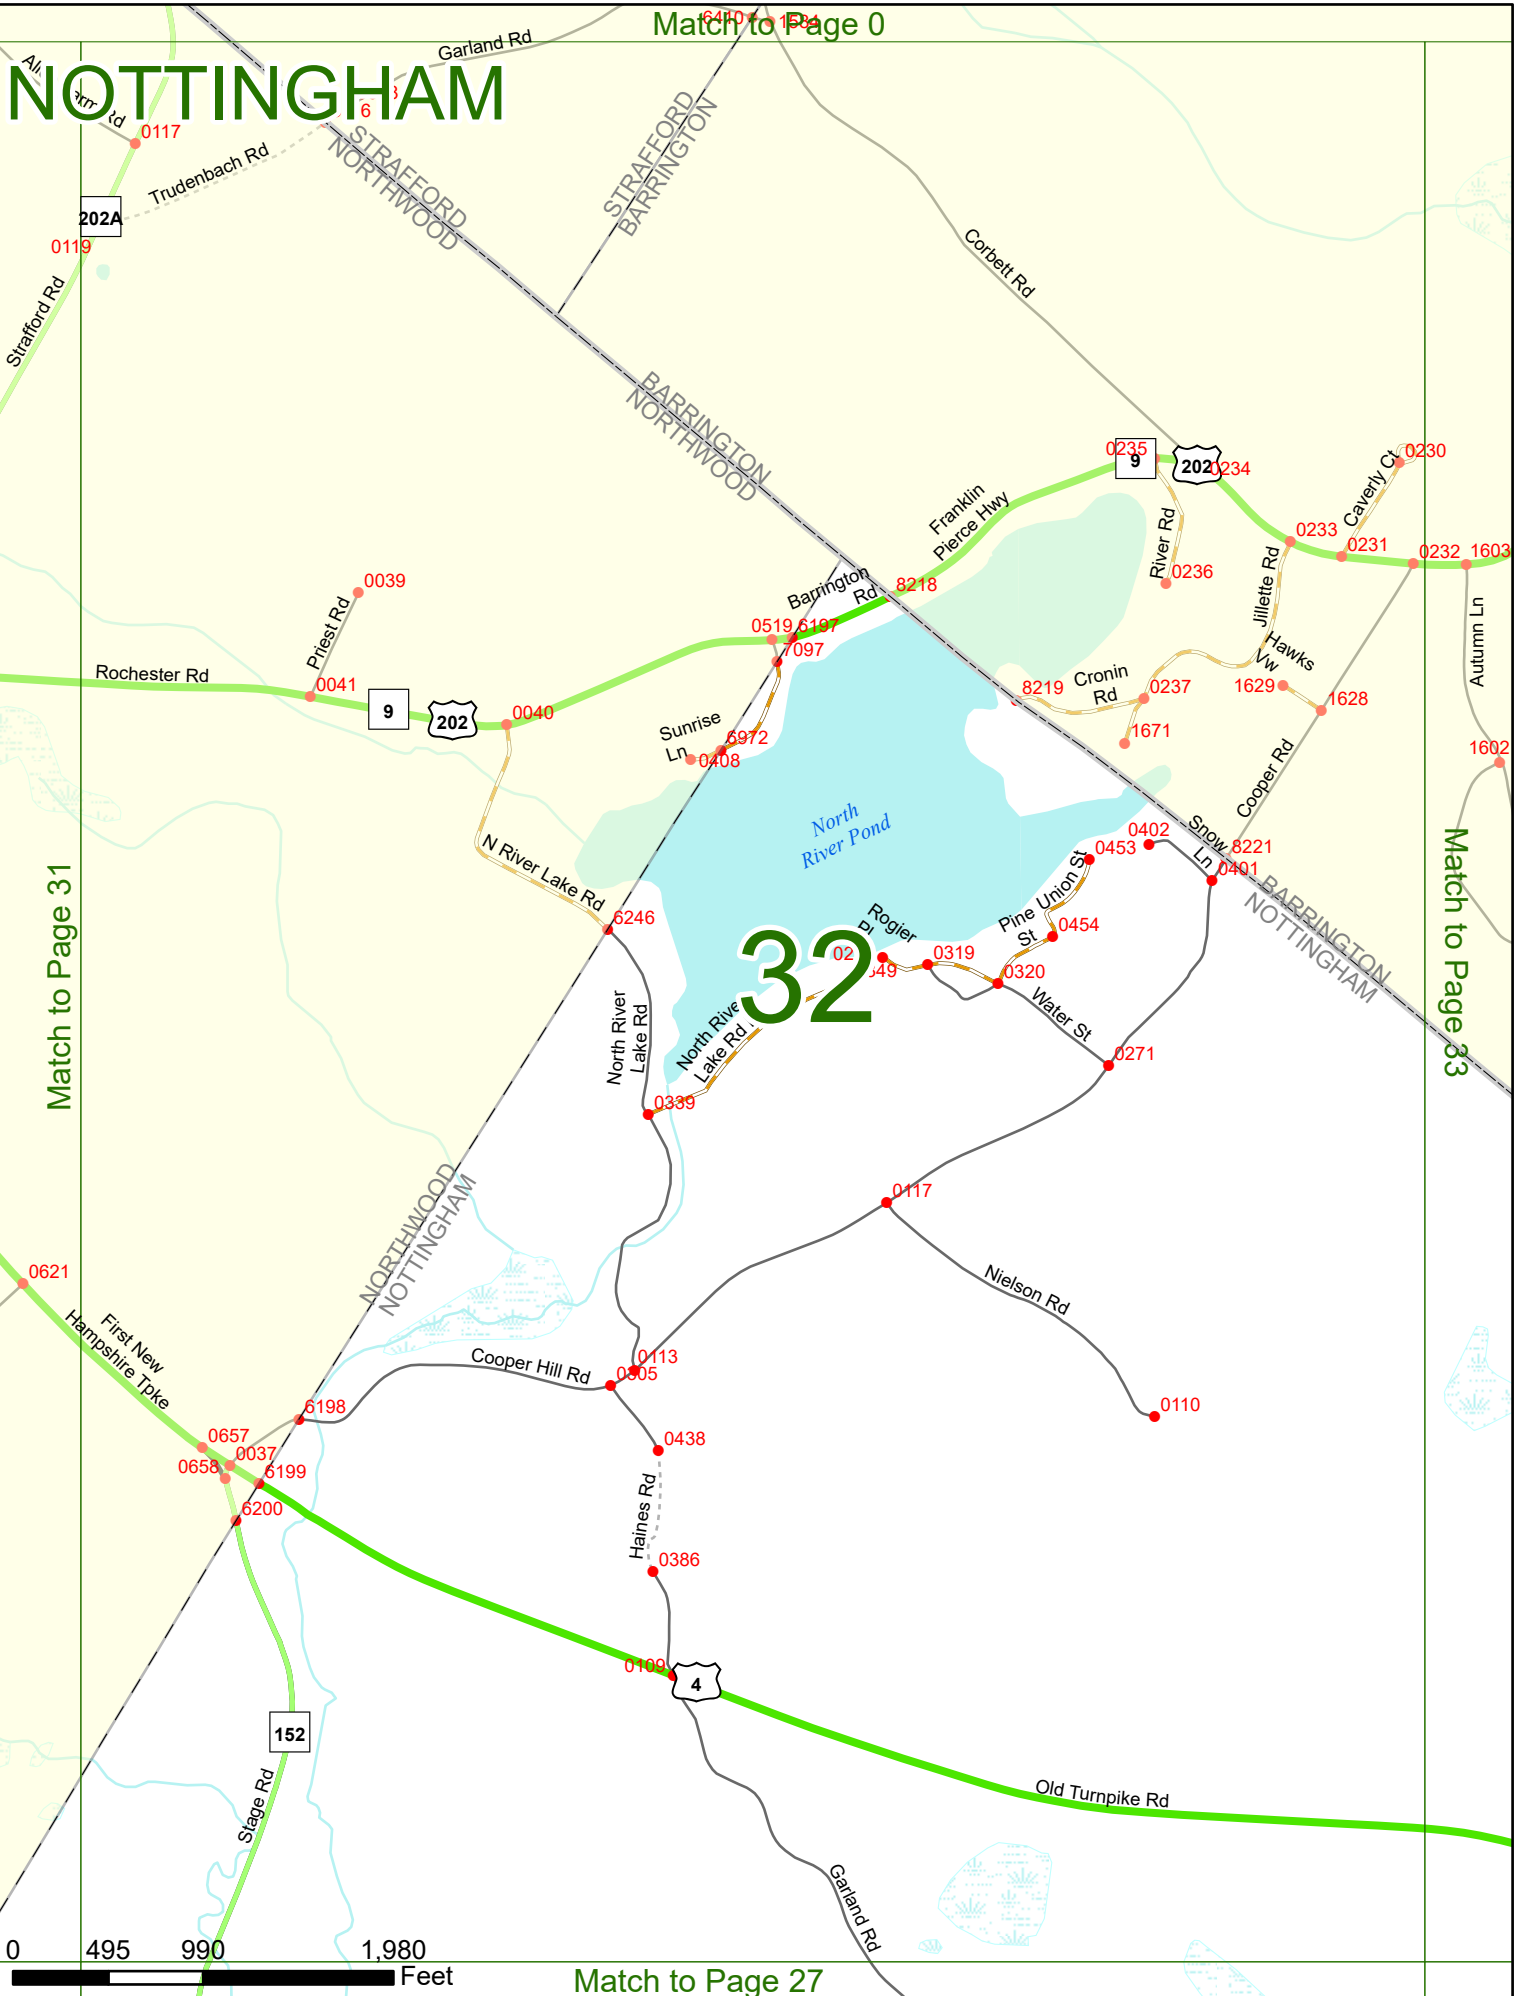 Match to Page 0
6410
1584
Garland Rd
NOTTINGHAM
0117
Trudenbach Rd
202A
0119
Strafford Rd
STRAFFORD
NORTHWOOD
STRAFFORD
BARRINGTON
Corbett Rd
BARRINGTON
NORTHWOOD
0235
9
202
0234
Caverly Ct
0230
Franklin
Pierce Hwy
River Rd
0236
Jillette Rd
0233
0231
0232
1603
Autumn Ln
0039
Priest Rd
Barrington
Rd
8218
0519
6197
7097
Rochester Rd
0041
9
202
0040
Sunrise
Ln
6972
0408
8219
Cronin
Rd
0237
1671
Hawks
Vw
1629
1628
1602
Cooper Rd
North
River Pond
N River Lake Rd
6246
0402
Snow
Ln
8221
0401
0453
Pine Union St
St
0454
Rogier
Pl
0319
0320
Water St
0271
BARRINGTON
NOTTINGHAM
Match to Page 31
Match to Page 33
32
North River
Lake Rd
Lake Rd
0339
0117
NORTHWOOD
NOTTINGHAM
Nielson Rd
0621
First New
Hampshire Tpke
Cooper Hill Rd
0113
0305
0110
6198
0438
0657
0037
0658
6199
6200
Haines Rd
0386
0109
4
152
Stage Rd
Old Turnpike Rd
Garland Rd
0 495 990 1,980
Feet
Match to Page 27